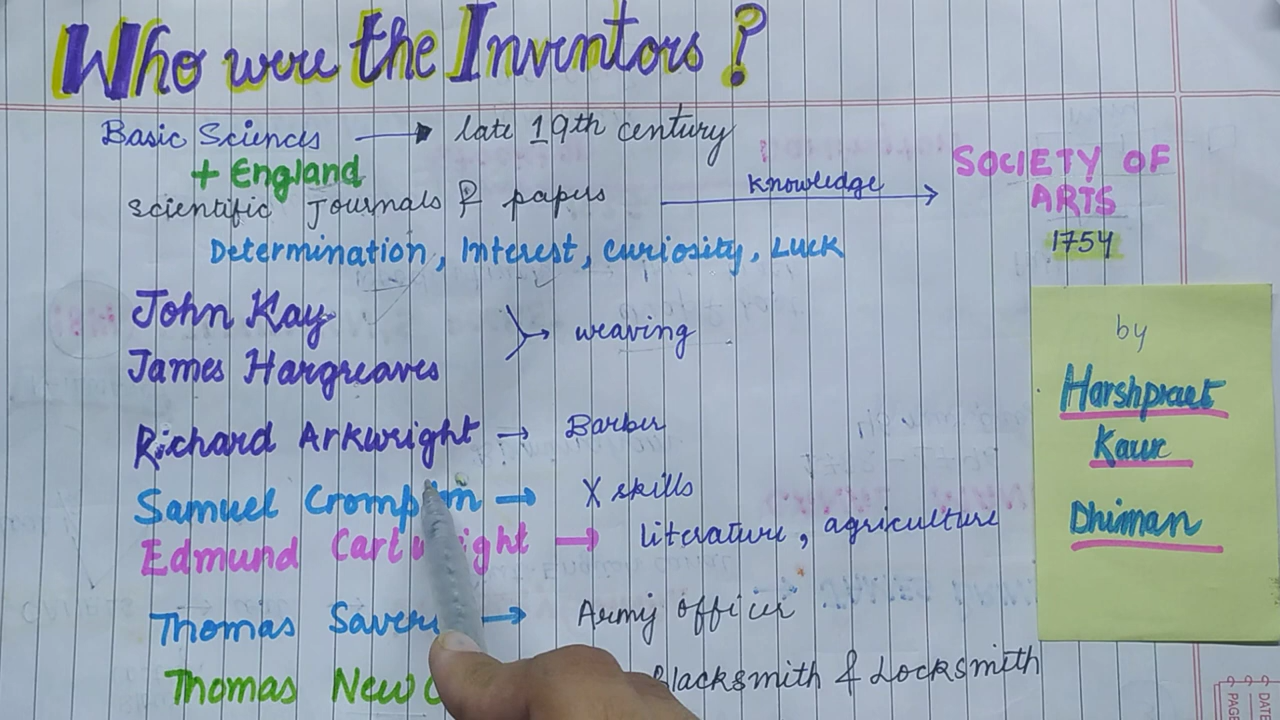 Who were the Inventors?
Basic Sciences → late 19th century
+ England
Scientific Journals & papers knowledge → SOCIETY OF ARTS
1754
Determination, Interest, Curiosity, Luck
John Kay
James Hargreaves
→ weaving
Richard Arkwright → Barber
Samuel → X skills
Edmund → literature, agriculture
Thomas → Army officer
Thomas & Locksmith
by
Harshpreet
Kaur
Dhiman